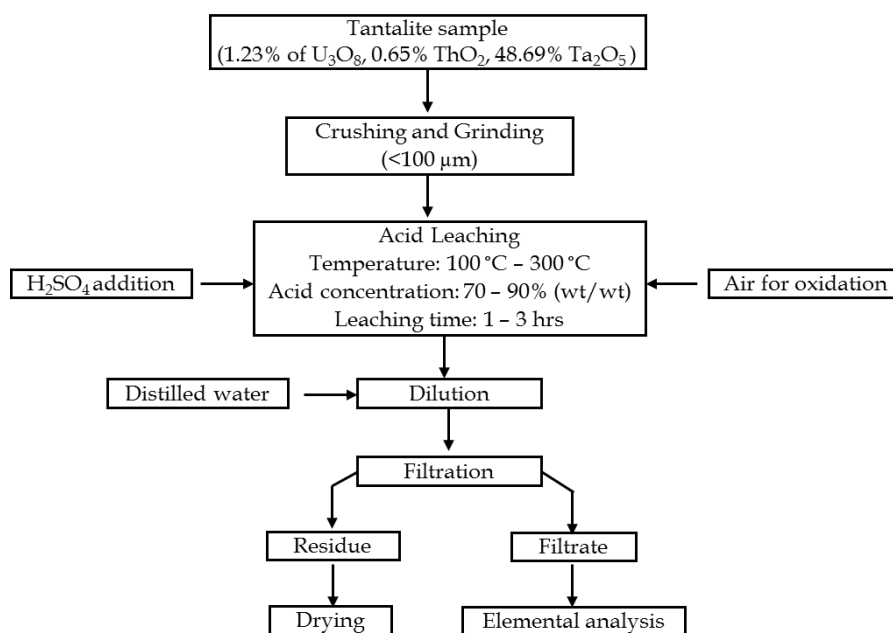 Tantalite sample
(1.23% of U₃O₈, 0.65% ThO₂, 48.69% Ta₂O₅)
Crushing and Grinding
(<100 µm)
Acid Leaching
Temperature: 100 °C – 300 °C
Acid concentration: 70 – 90% (wt/wt)
Leaching time: 1 – 3 hrs
H₂SO₄ addition
Air for oxidation
Distilled water
Dilution
Filtration
Residue
Filtrate
Drying
Elemental analysis